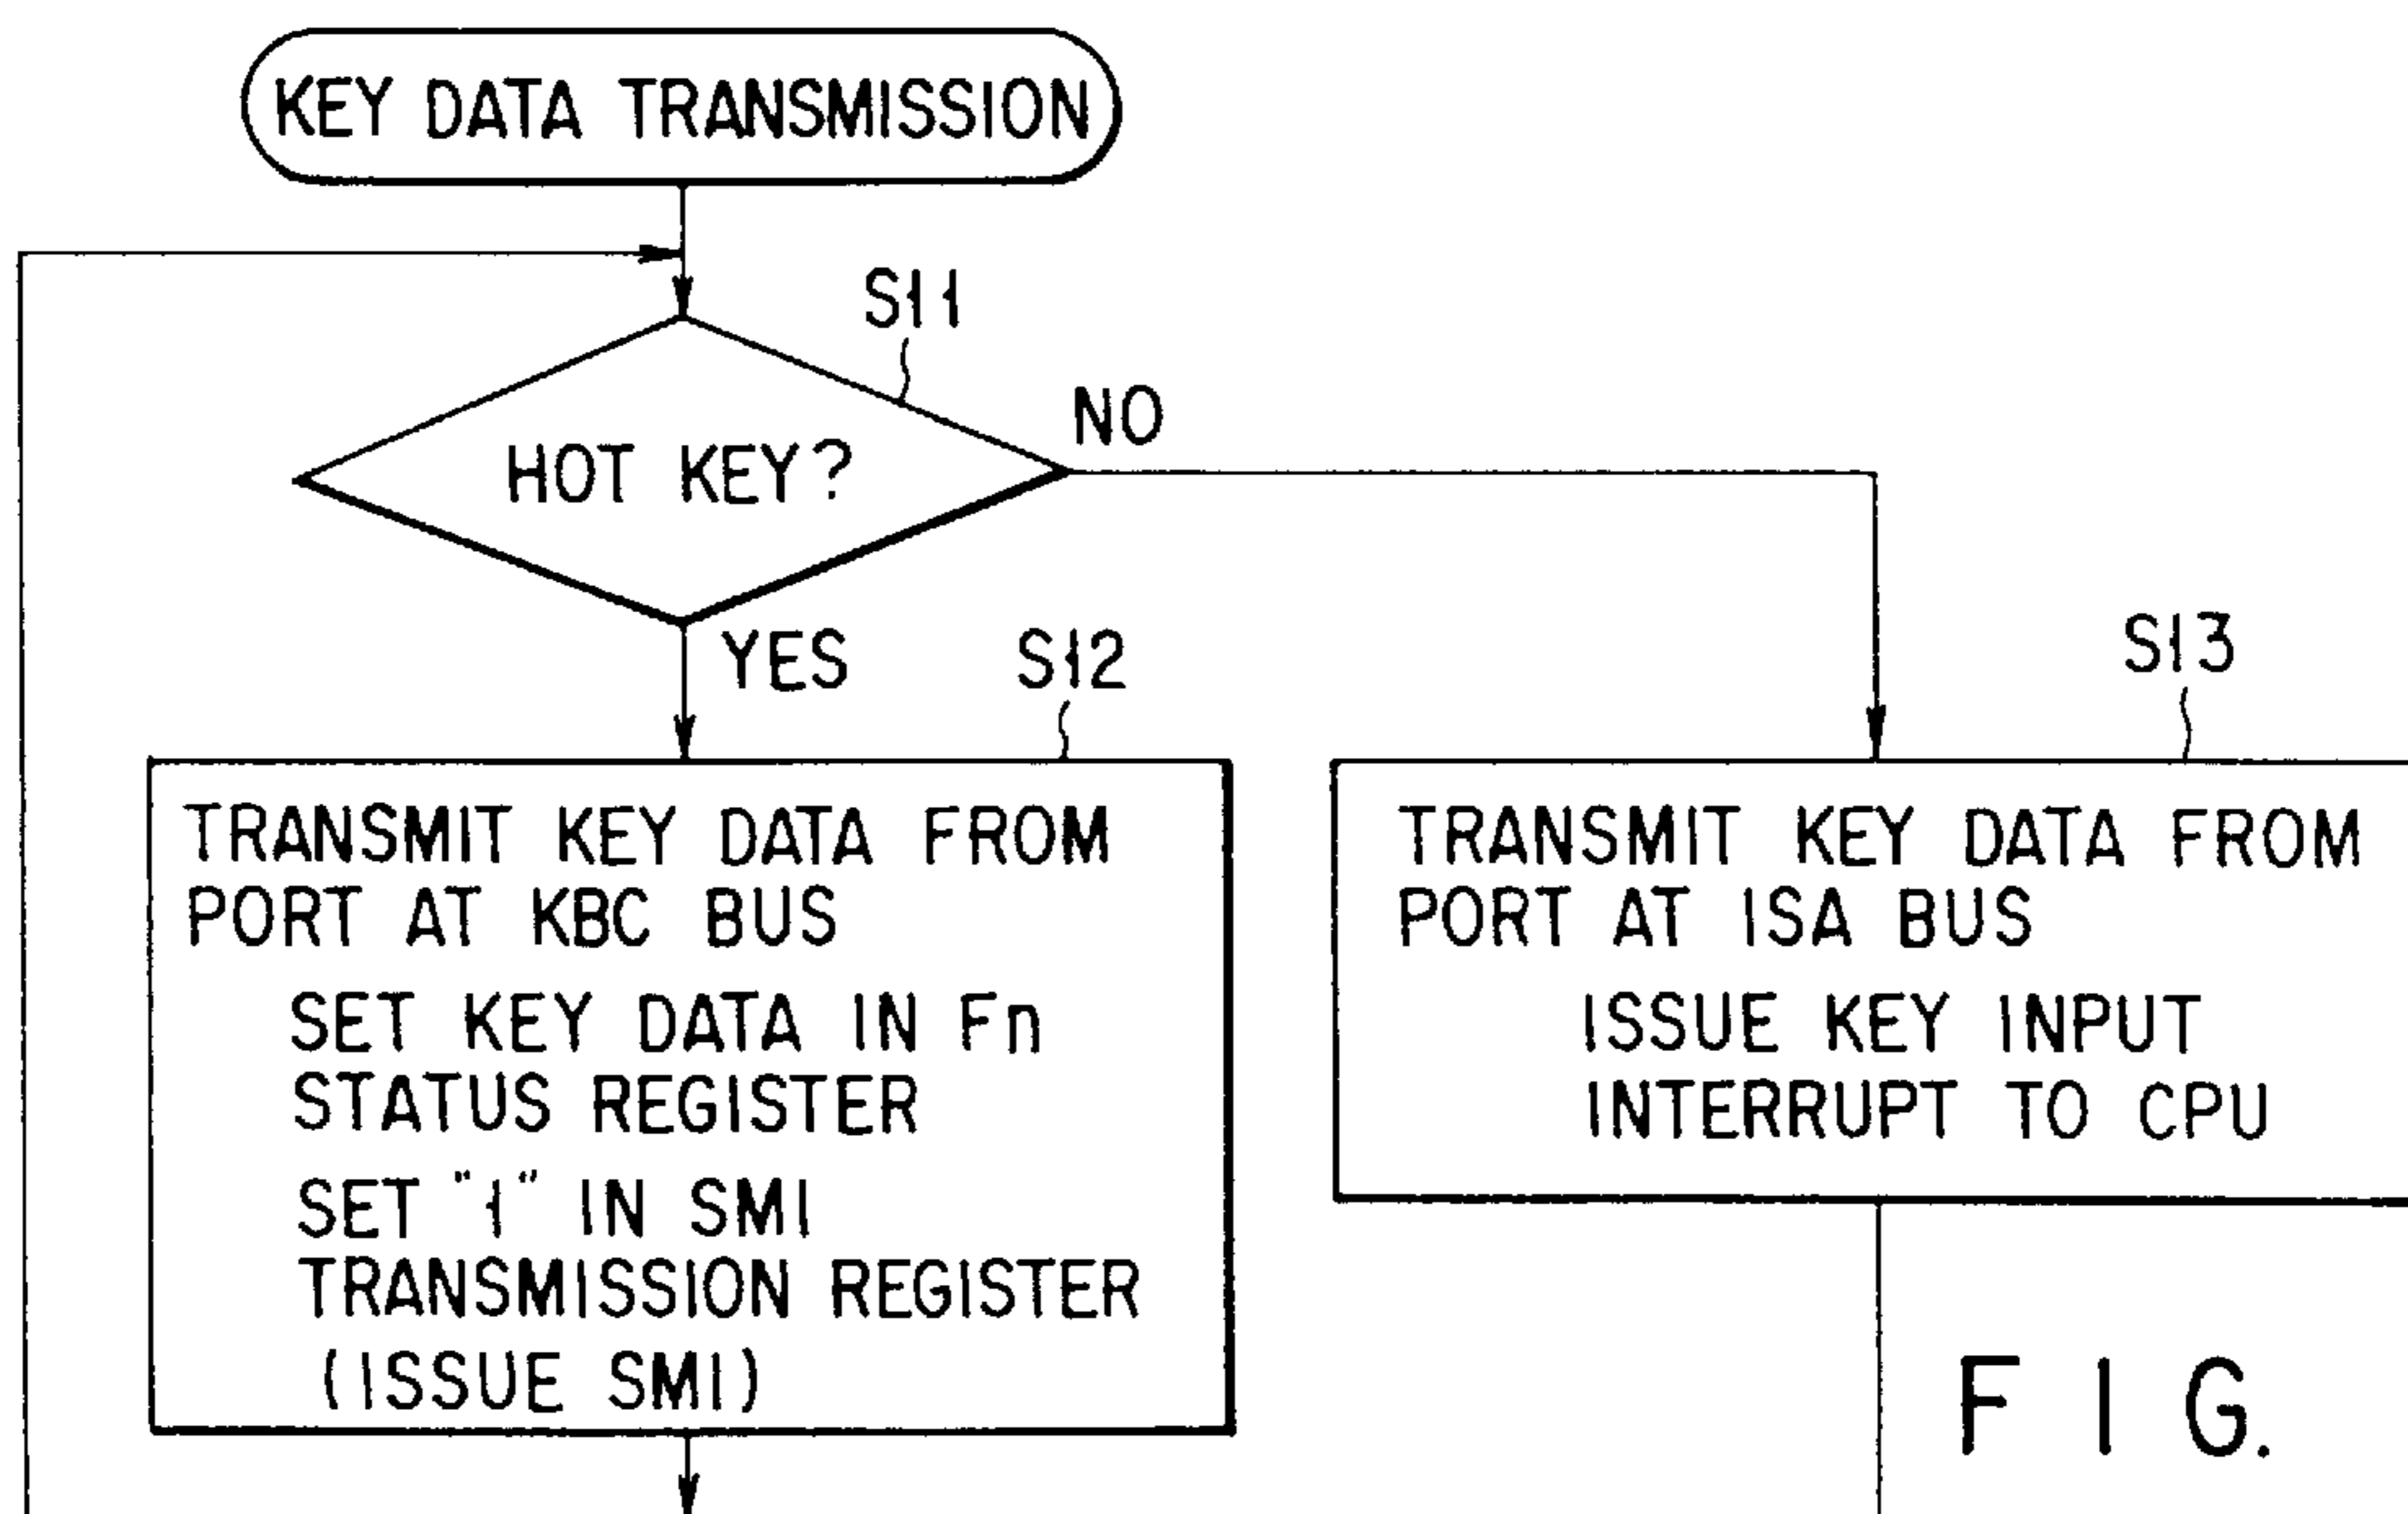 KEY DATA TRANSMISSION
S11
HOT KEY?
NO
YES
S12
TRANSMIT KEY DATA FROM
PORT AT KBC BUS
SET KEY DATA IN Fn
STATUS REGISTER
SET "1" IN SMI
TRANSMISSION REGISTER
(ISSUE SMI)
S13
TRANSMIT KEY DATA FROM
PORT AT ISA BUS
ISSUE KEY INPUT
INTERRUPT TO CPU
FIG.